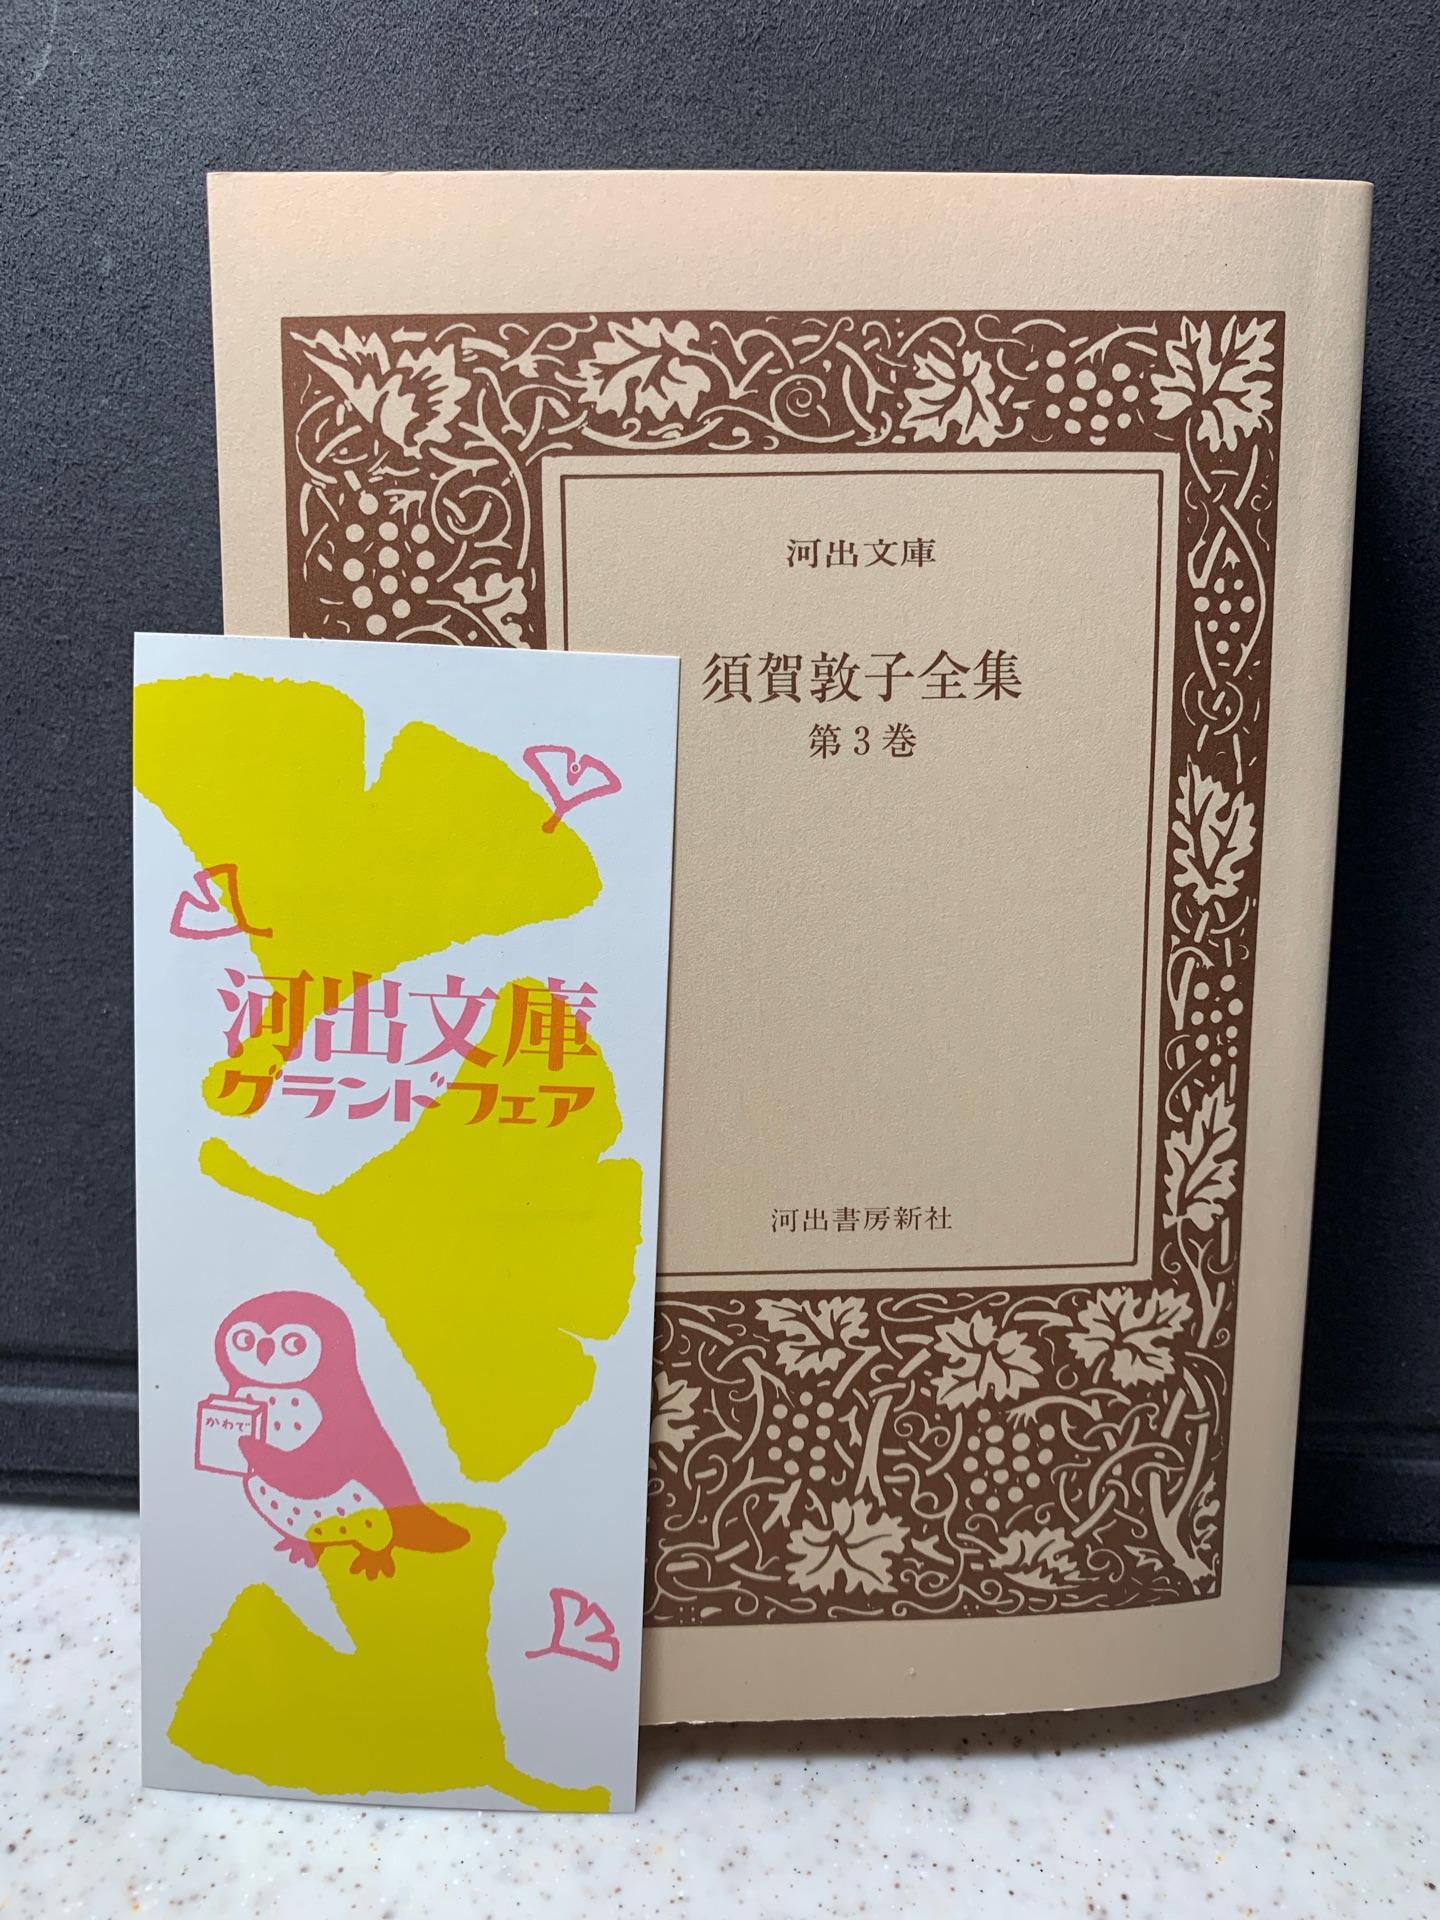 河出文庫
須賀敦子全集
第3巻
河出書房新社
河出文庫
グランドフェア
かわで